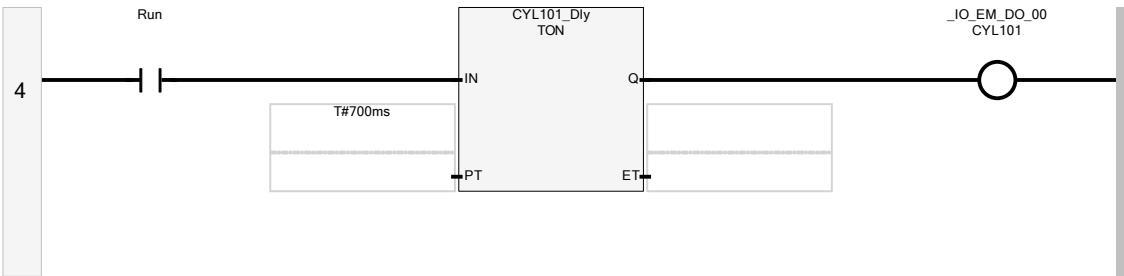 Run
CYL101_Dly
TON
_IO_EM_DO_00
CYL101
4
IN
Q
T#700ms
PT
ET